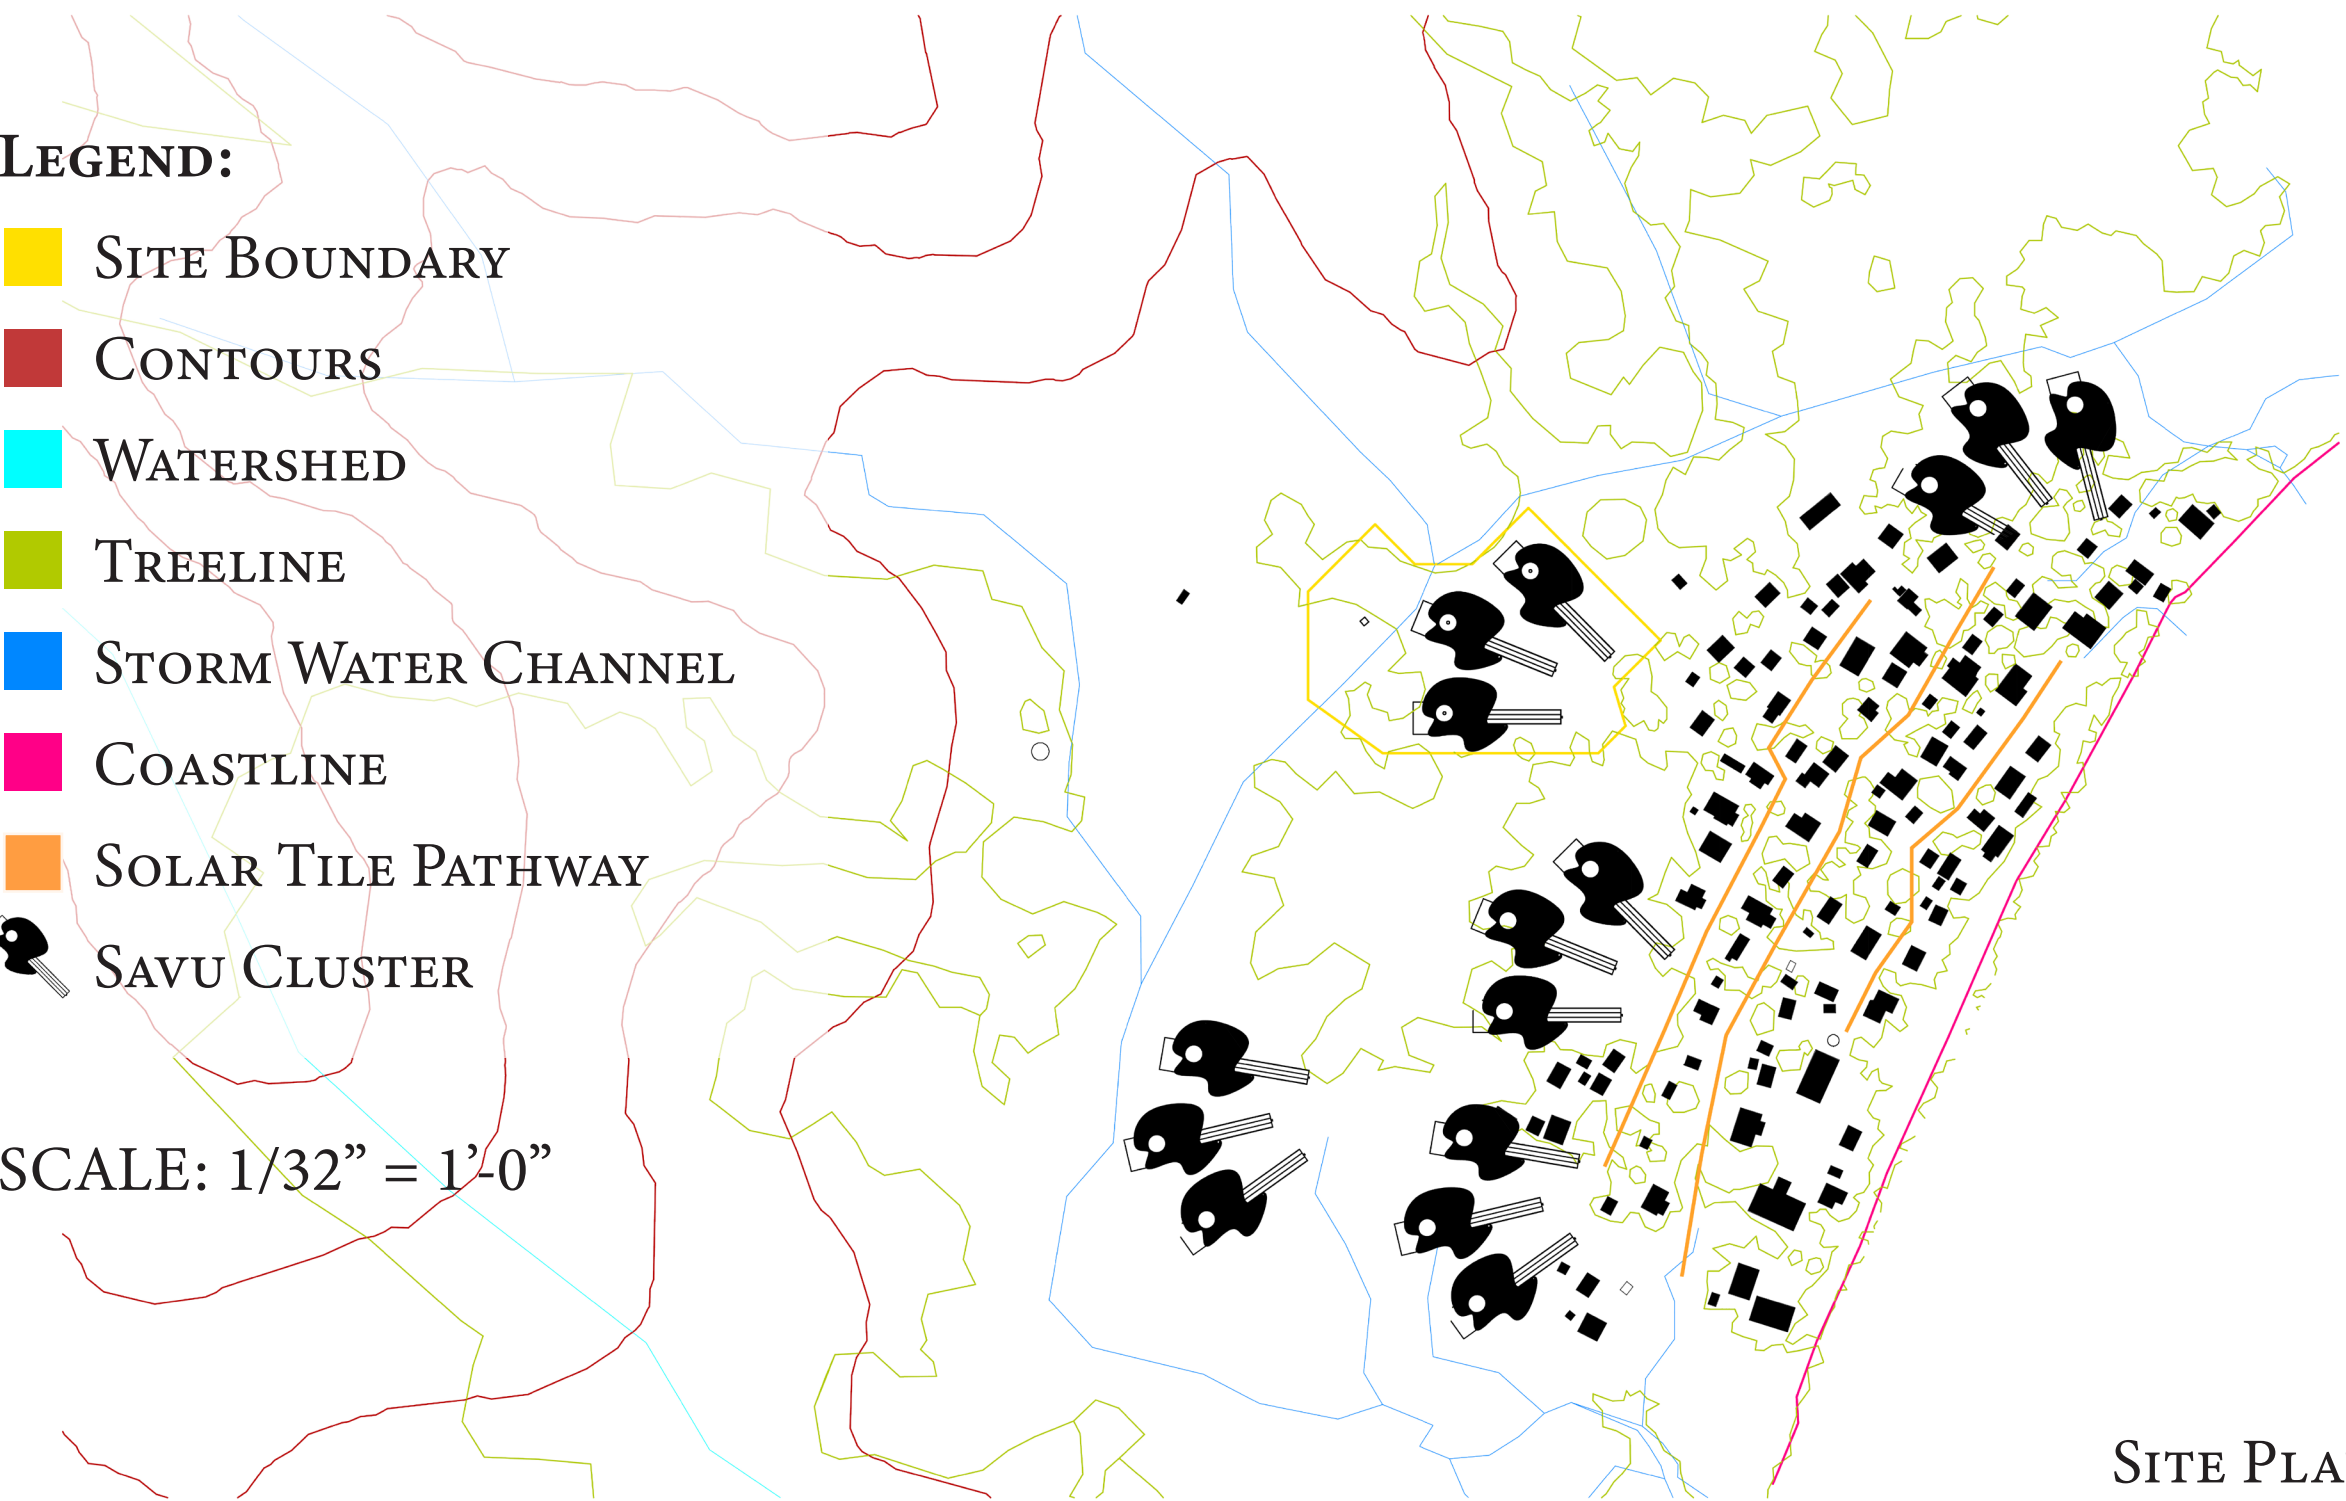 Legend:
Site Boundary
Contours
Watershed
Treeline
Storm Water Channel
Coastline
Solar Tile Pathway
Savu Cluster
SCALE: 1/32” = 1’-0”
Site Pla